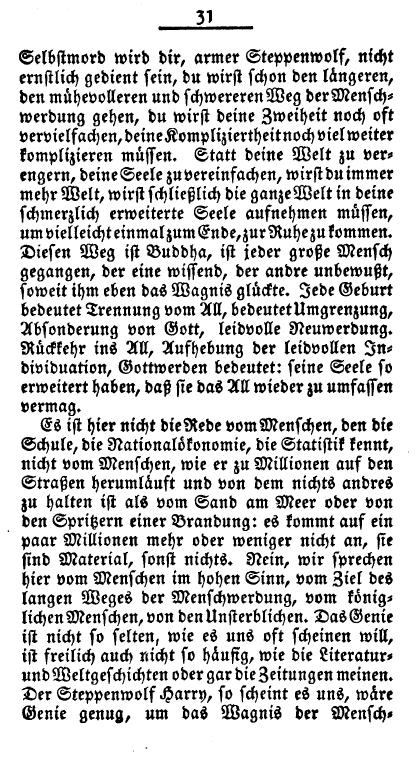 31
Selbstmord wird dir, armer Steppenwolf, nicht
ernstlich gedient sein, du wirst schon den längeren,
den mühevolleren und schwereren Weg der Mensch-
werdung gehen, du wirst deine Zweiheit noch oft
vervielfachen, deine Kompliziertheit noch viel weiter
komplizieren müssen. Statt deine Welt zu ver-
engern, deine Seele zu vereinfachen, wirst du immer
mehr Welt, wirst schließlich die ganze Welt in deine
schmerzlich erweiterte Seele aufnehmen müssen,
um vielleicht einmal zum Ende, zur Ruhe zu kommen.
Diesen Weg ist Buddha, ist jeder große Mensch
gegangen, der eine wissend, der andre unbewußt,
soweit ihm eben das Wagnis glückte. Jede Geburt
bedeutet Trennung vom All, bedeutet Umgrenzung,
Absonderung von Gott, leidvolle Neuwerdung.
Rückkehr ins All, Aufhebung der leidvollen In-
dividuation, Gottwerden bedeutet: seine Seele so
erweitert haben, daß sie das All wieder zu umfassen
vermag.
Es ist hier nicht die Rede vom Menschen, den die
Schule, die Nationalökonomie, die Statistik kennt,
nicht vom Menschen, wie er zu Millionen auf den
Straßen herumläuft und von dem nichts andres
zu halten ist als vom Sand am Meer oder von
den Spritzern einer Brandung: es kommt auf ein
paar Millionen mehr oder weniger nicht an, sie
sind Material, sonst nichts. Nein, wir sprechen
hier vom Menschen im hohen Sinn, vom Ziel des
langen Weges der Menschwerdung, vom könig-
lichen Menschen, von den Unsterblichen. Das Genie
ist nicht so selten, wie es uns oft scheinen will,
ist freilich auch nicht so häufig, wie die Literatur-
und Weltgeschichten oder gar die Zeitungen meinen.
Der Steppenwolf Harry, so scheint es uns, wäre
Genie genug, um das Wagnis der Mensch-